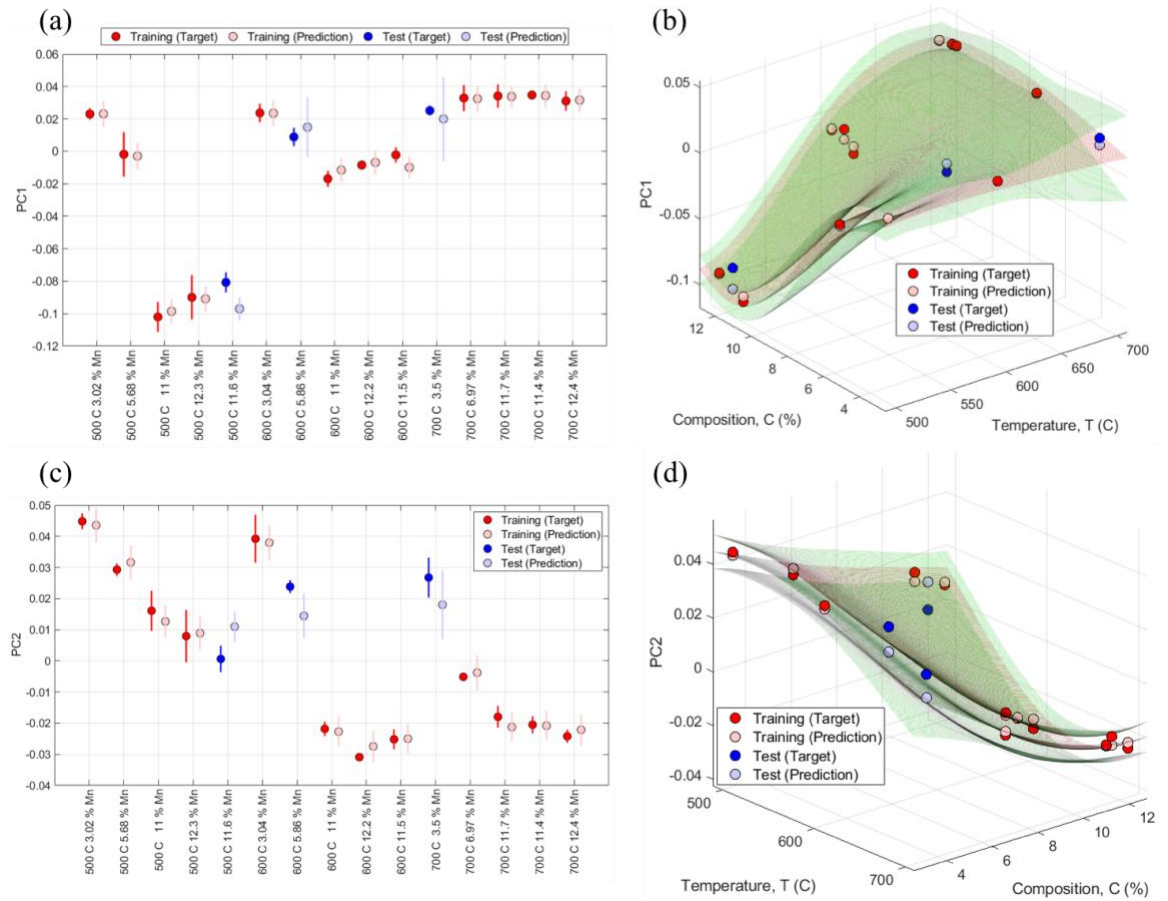 (a)
Training (Target) Training (Prediction) Test (Target) Test (Prediction)
0.06
0.04
0.02
0
-0.02
-0.04
-0.06
-0.08
-0.1
-0.12
PC1
500 C 3.02 % Mn
500 C 5.68 % Mn
500 C 11 % Mn
500 C 12.3 % Mn
500 C 11.6 % Mn
600 C 3.04 % Mn
600 C 5.86 % Mn
600 C 11 % Mn
600 C 12.2 % Mn
600 C 11.5 % Mn
700 C 3.5 % Mn
700 C 6.97 % Mn
700 C 11.7 % Mn
700 C 11.4 % Mn
700 C 12.4 % Mn
(b)
0.05
0
-0.05
-0.1
PC1
12
10
8
6
4
Composition, C (%)
500
550
600
650
700
Temperature, T (C)
Training (Target)
Training (Prediction)
Test (Target)
Test (Prediction)
(c)
0.05
0.04
0.03
0.02
0.01
0
-0.01
-0.02
-0.03
-0.04
PC2
Training (Target)
Training (Prediction)
Test (Target)
Test (Prediction)
500 C 3.02 % Mn
500 C 5.68 % Mn
500 C 11 % Mn
500 C 12.3 % Mn
500 C 11.6 % Mn
600 C 3.04 % Mn
600 C 5.86 % Mn
600 C 11 % Mn
600 C 12.2 % Mn
600 C 11.5 % Mn
700 C 3.5 % Mn
700 C 6.97 % Mn
700 C 11.7 % Mn
700 C 11.4 % Mn
700 C 12.4 % Mn
(d)
0.04
0.02
0
-0.02
-0.04
PC2
Training (Target)
Training (Prediction)
Test (Target)
Test (Prediction)
500
600
700
Temperature, T (C)
4
6
8
10
12
Composition, C (%)